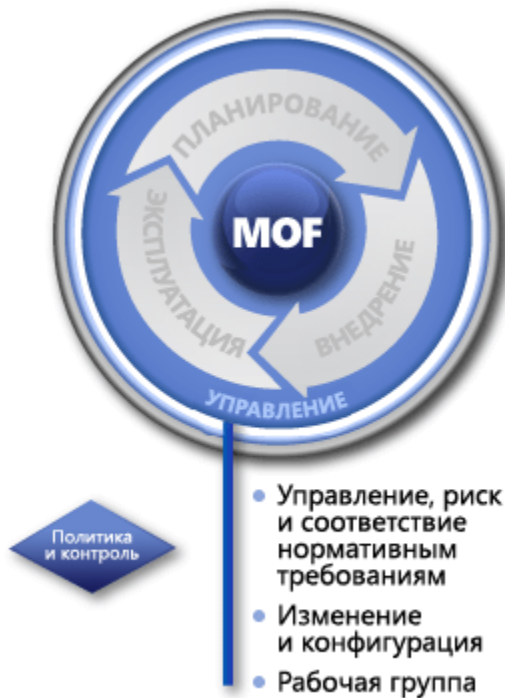 ПЛАНИРОВАНИЕ
MOF
ЭКСПЛУАТАЦИЯ
ВНЕДРЕНИЕ
УПРАВЛЕНИЕ
Политика
и контроль
• Управление, риск
и соответствие
нормативным
требованиям
• Изменение
и конфигурация
• Рабочая группа